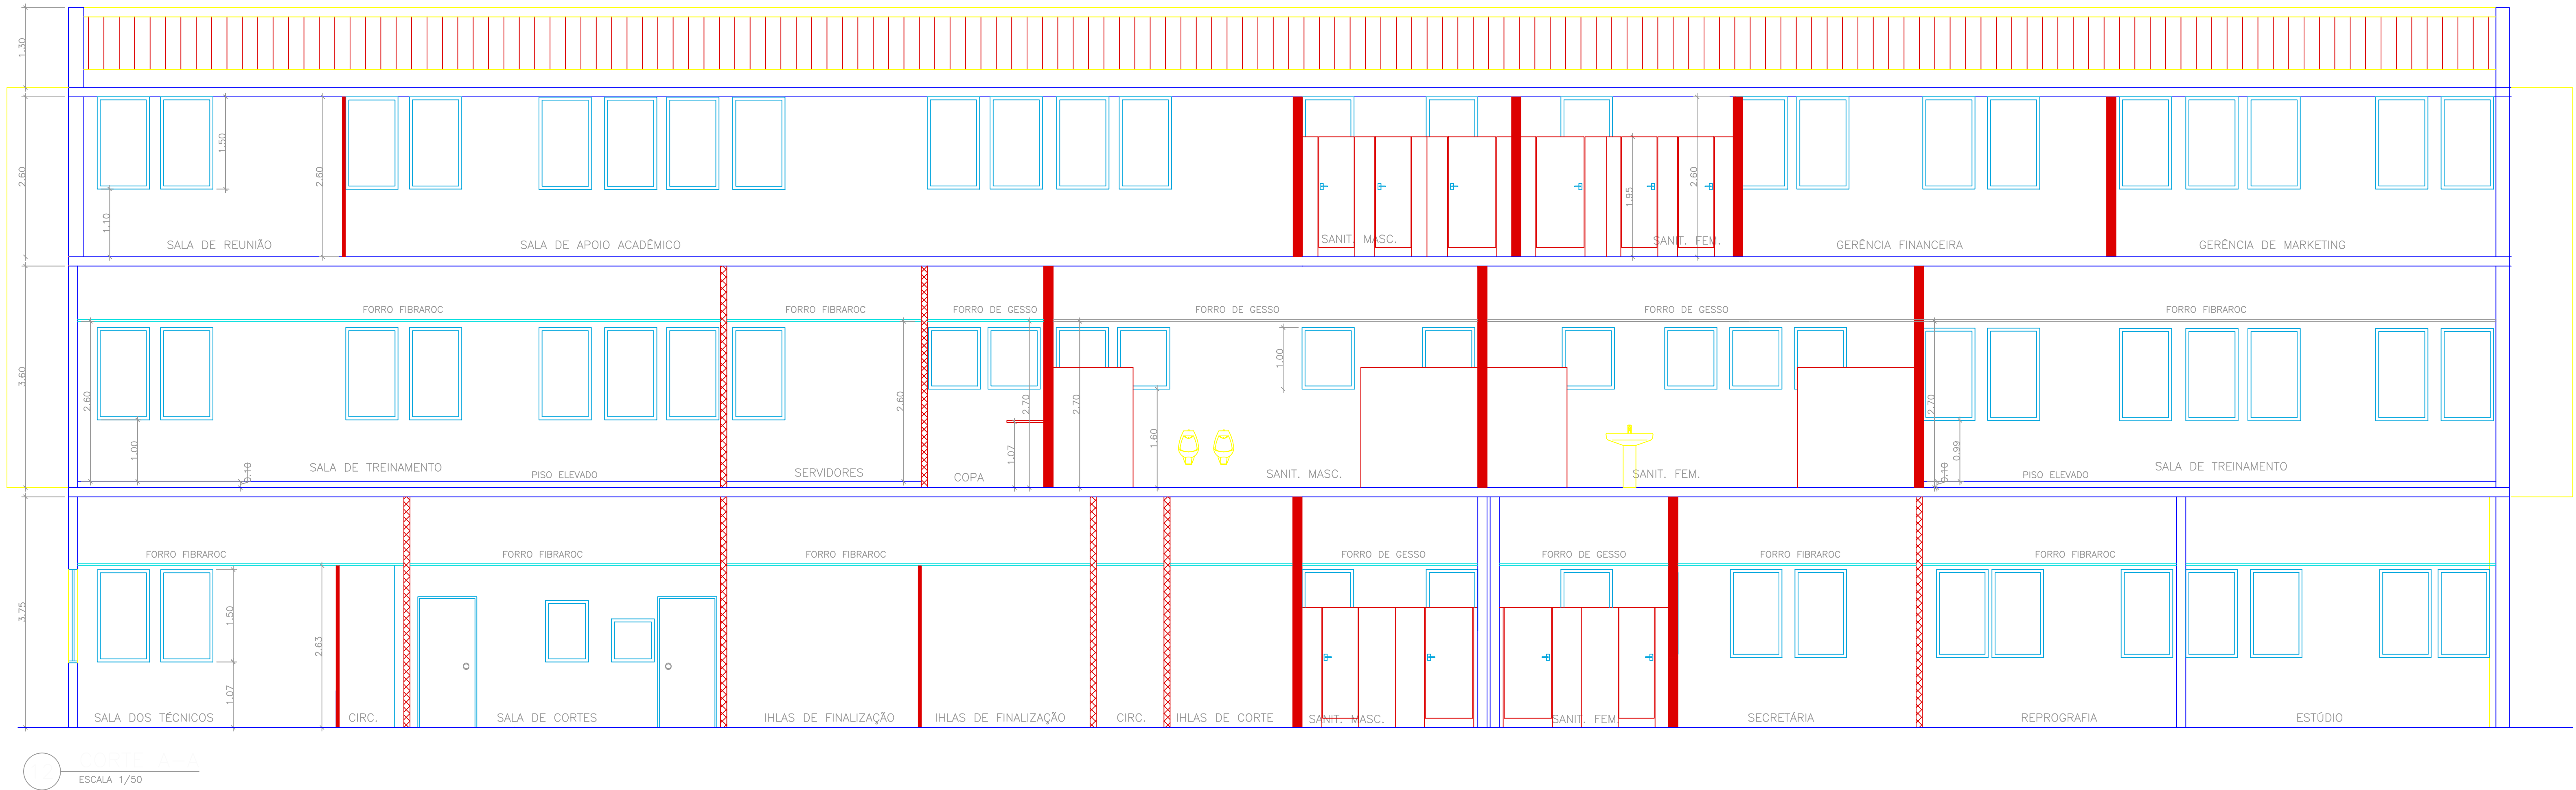 1.30
2.60
1.50
1.10
2.60
1.95
2.60
SALA DE REUNIÃO
SALA DE APOIO ACADÊMICO
SANIT. MASC.
SANIT. FEM.
GERÊNCIA FINANCEIRA
GERÊNCIA DE MARKETING
FORRO FIBRAROC
FORRO FIBRAROC
FORRO DE GESSO
FORRO DE GESSO
FORRO DE GESSO
FORRO FIBRAROC
3.60
2.60
1.00
0.10
2.60
1.07
2.70
2.70
1.60
1.00
2.70
0.10
0.99
SALA DE TREINAMENTO
PISO ELEVADO
SERVIDORES
COPA
SANIT. MASC.
SANIT. FEM.
PISO ELEVADO
SALA DE TREINAMENTO
FORRO FIBRAROC
FORRO FIBRAROC
FORRO FIBRAROC
FORRO DE GESSO
FORRO DE GESSO
FORRO FIBRAROC
FORRO FIBRAROC
3.75
1.50
1.07
2.63
SALA DOS TÉCNICOS
CIRC.
SALA DE CORTES
IHLAS DE FINALIZAÇÃO
IHLAS DE FINALIZAÇÃO
CIRC.
IHLAS DE CORTE
SANIT. MASC.
SANIT. FEM
SECRETÁRIA
REPROGRAFIA
ESTÚDIO
ESCALA 1/50